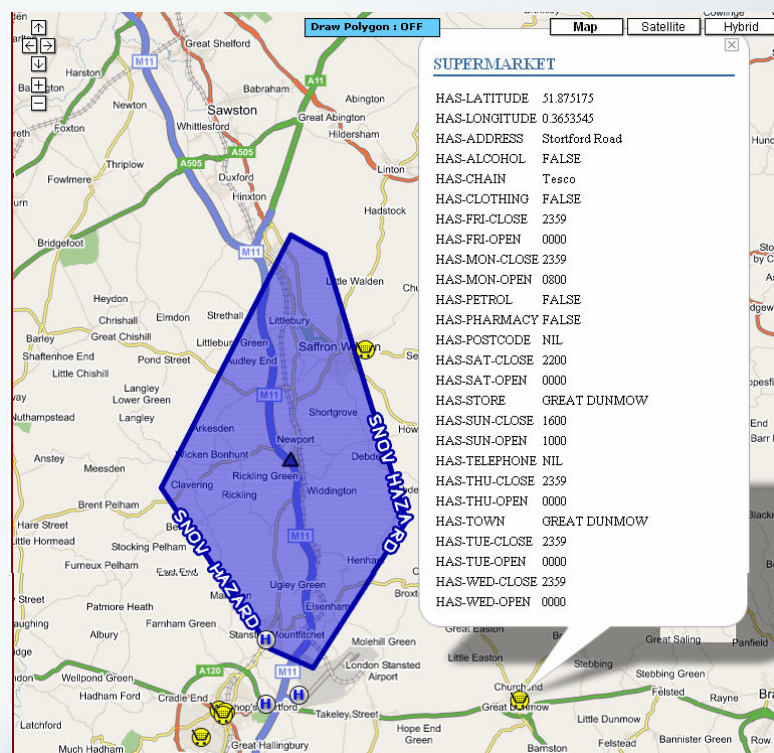 Draw Polygon : OFF
Map
Satellite
Hybrid
SUPERMARKET
HAS-LATITUDE 51.875175
HAS-LONGITUDE 0.3653545
HAS-ADDRESS Stortford Road
HAS-ALCOHOL FALSE
HAS-CHAIN Tesco
HAS-CLOTHING FALSE
HAS-FRI-CLOSE 2359
HAS-FRI-OPEN 0000
HAS-MON-CLOSE 2359
HAS-MON-OPEN 0800
HAS-PETROL FALSE
HAS-PHARMACY FALSE
HAS-POSTCODE NIL
HAS-SAT-CLOSE 2200
HAS-SAT-OPEN 0000
HAS-STORE GREAT DUNMOW
HAS-SUN-CLOSE 1600
HAS-SUN-OPEN 1000
HAS-TELEPHONE NIL
HAS-THU-CLOSE 2359
HAS-THU-OPEN 0000
HAS-TOWN GREAT DUNMOW
HAS-TUE-CLOSE 2359
HAS-TUE-OPEN 0000
HAS-WED-CLOSE 2359
HAS-WED-OPEN 0000
Great Shelford
M11
A11
Harston
Babraham
Abington
Newton
Sawston
Great Abington
Foxton
Whittlesford
Hildersham
A505
Thriplow
Duxford
A505
Linton
Fowlmere
Hinxton
Hadstock
Bridgefoot
M11
Little Walden
Heydon
Elmdon
Strethall
Littlebury
Chrishall
Barley
Great Chishill
Littlebury Green
Saffron
Shaftenhoe End
Pond Street
Audley End
Little Chishill
Langley
Lower Green
M11
Nuthampstead
Langley
Shortgrove
Arkesden
Newport
SNOV HAZARD
Anstey
Wicken Bonhunt
Meesden
Rickling Green
Clavering
Rickling
Widdington
Brent Pelham
SNOV HAZARD
Hare Street
M11
Little Hormead
Stocking Pelham
Henham
East End
Ugley Green
Patmore Heath
Elsenham
Farnham Green
Albury
Mountfitchet
Molehill Green
Great Easton
Great Saling
Panfield
Little Easton
M11
London Stansted
Airport
Stebbing
A120
Wellpond Green
Stebbing Green
Hadham Ford
Cradle End
Felsted
Rayne
Takeley Street
Latchford
Hope End
Green
Little Dunmow
Great Hallingbury
Much Hadham
Barnston
Felstead
Bannister Green
H
H
H